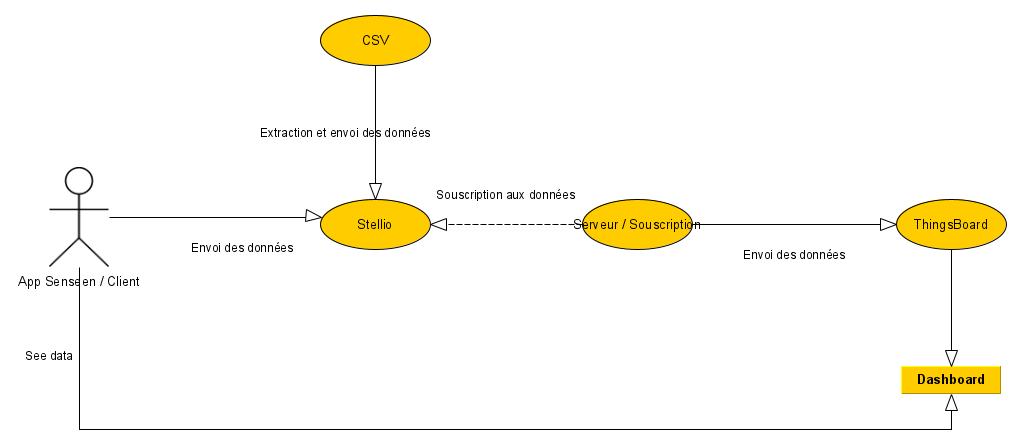 CSV
Extraction et envoi des données
Souscription aux données
Stellio
Serveur / Souscription
ThingsBoard
Envoi des données
Envoi des données
App Senseen / Client
See data
Dashboard